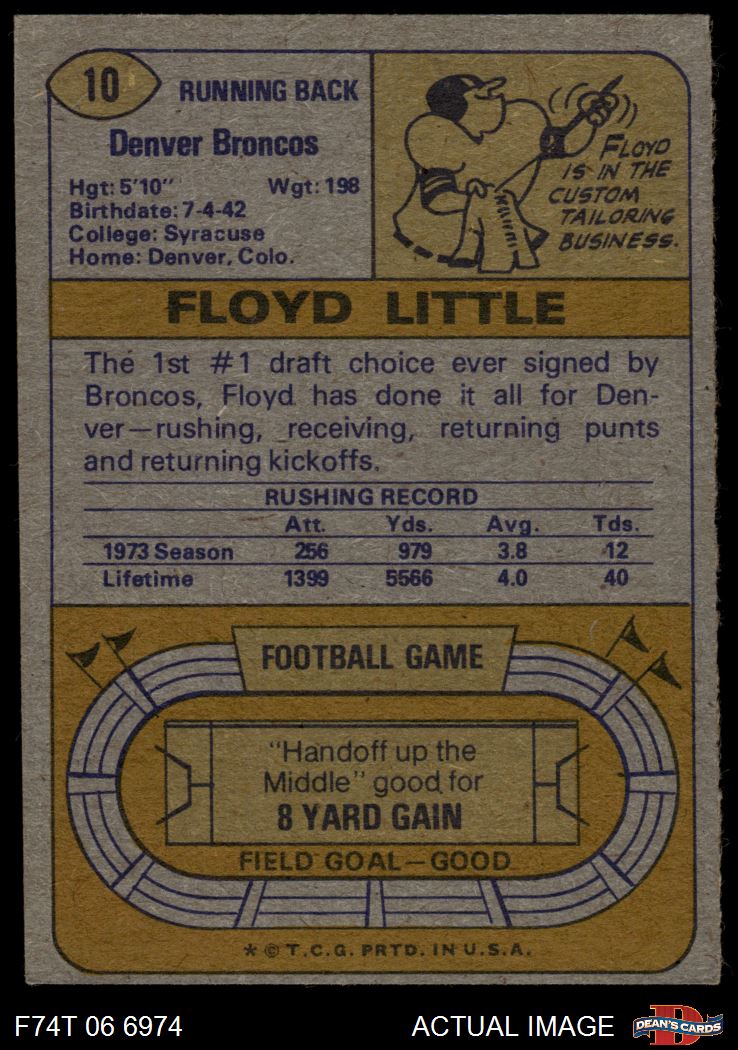 10
RUNNING BACK
Denver Broncos
Hgt: 5'10" Wgt: 198
Birthdate: 7-4-42
College: Syracuse
Home: Denver, Colo.
FLOYD
IS IN THE
CUSTOM
TAILORING
BUSINESS.
FLOYD LITTLE
The 1st #1 draft choice ever signed by
Broncos, Floyd has done it all for Den-
ver—rushing, receiving, returning punts
and returning kickoffs.
RUSHING RECORD
Att. Yds. Avg. Tds.
1973 Season 256 979 3.8 12
Lifetime 1399 5566 4.0 40
FOOTBALL GAME
"Handoff up the
Middle" good for
8 YARD GAIN
FIELD GOAL—GOOD
* © T.C.G. PRTD. IN U.S.A.
F74T 06 6974 ACTUAL IMAGE
DEAN'S CARDS